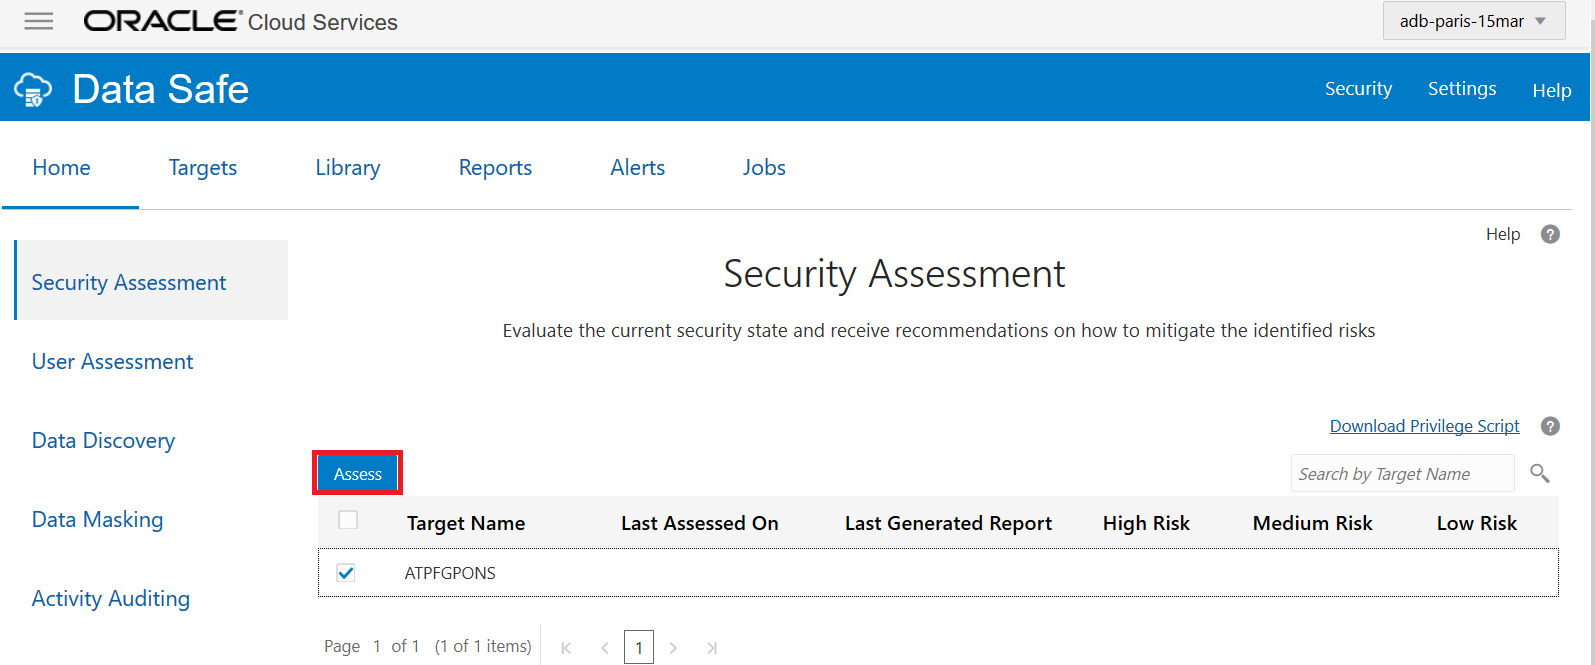 ORACLE® Cloud Services
adb-paris-15mar
Data Safe
Security Settings Help
Home Targets Library Reports Alerts Jobs
Help ?
Security Assessment
Evaluate the current security state and receive recommendations on how to mitigate the identified risks
Security Assessment
User Assessment
Data Discovery
Data Masking
Activity Auditing
Download Privilege Script ?
Assess
Search by Target Name
Target Name Last Assessed On Last Generated Report High Risk Medium Risk Low Risk
ATPFGPONS
Page 1 of 1 (1 of 1 items) 1